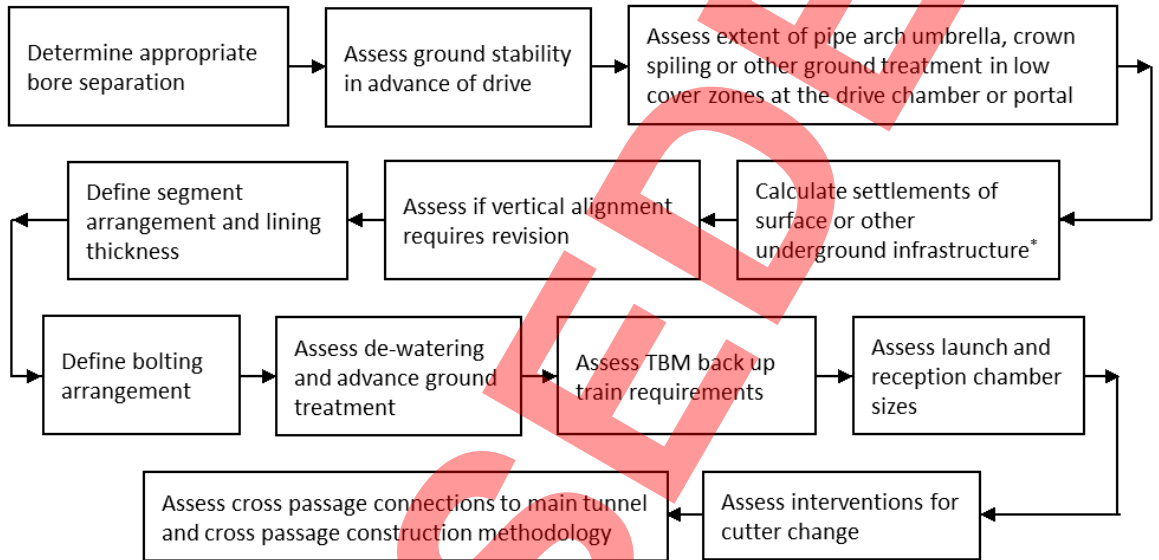 Determine appropriate
bore separation
Assess ground stability
in advance of drive
Assess extent of pipe arch umbrella, crown
spiling or other ground treatment in low
cover zones at the drive chamber or portal
Calculate settlements of
surface or other
underground infrastructure*
Assess if vertical alignment
requires revision
Define segment
arrangement and lining
thickness
Define bolting
arrangement
Assess de-watering
and advance ground
treatment
Assess TBM back up
train requirements
Assess launch and
reception chamber
sizes
Assess interventions for
cutter change
Assess cross passage connections to main tunnel
and cross passage construction methodology
SEDE